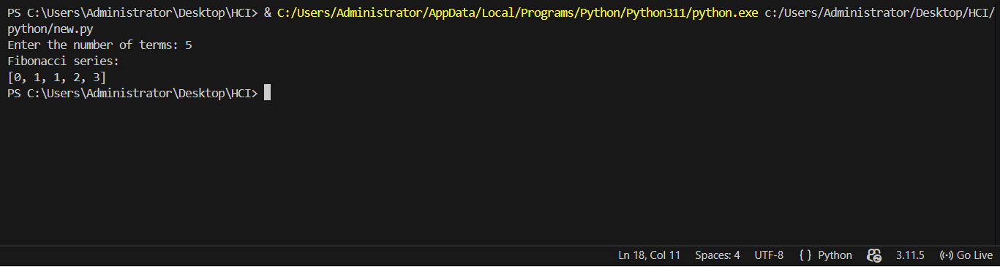 PS C:\Users\Administrator\Desktop\HCI> & C:/Users/Administrator/AppData/Local/Programs/Python/Python311/python.exe c:/Users/Administrator/Desktop/HCI/
python/new.py
Enter the number of terms: 5
Fibonacci series:
[0, 1, 1, 2, 3]
PS C:\Users\Administrator\Desktop\HCI>
Ln 18, Col 11 Spaces: 4 UTF-8 { } Python 3.11.5 Go Live